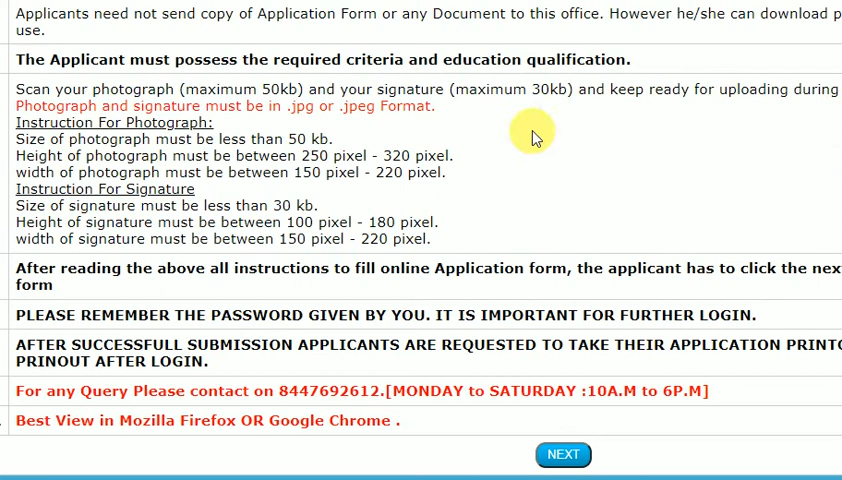 Applicants need not send copy of Application Form or any Document to this office. However he/she can download p
use.
The Applicant must possess the required criteria and education qualification.
Scan your photograph (maximum 50kb) and your signature (maximum 30kb) and keep ready for uploading during
Photograph and signature must be in .jpg or .jpeg Format.
Instruction For Photograph:
Size of photograph must be less than 50 kb.
Height of photograph must be between 250 pixel - 320 pixel.
width of photograph must be between 150 pixel - 220 pixel.
Instruction For Signature
Size of signature must be less than 30 kb.
Height of signature must be between 100 pixel - 180 pixel.
width of signature must be between 150 pixel - 220 pixel.
After reading the above all instructions to fill online Application form, the applicant has to click the nex
form
PLEASE REMEMBER THE PASSWORD GIVEN BY YOU. IT IS IMPORTANT FOR FURTHER LOGIN.
AFTER SUCCESSFULL SUBMISSION APPLICANTS ARE REQUESTED TO TAKE THEIR APPLICATION PRINTO
PRINOUT AFTER LOGIN.
For any Query Please contact on 8447692612.[MONDAY to SATURDAY :10A.M to 6P.M]
Best View in Mozilla Firefox OR Google Chrome .
NEXT